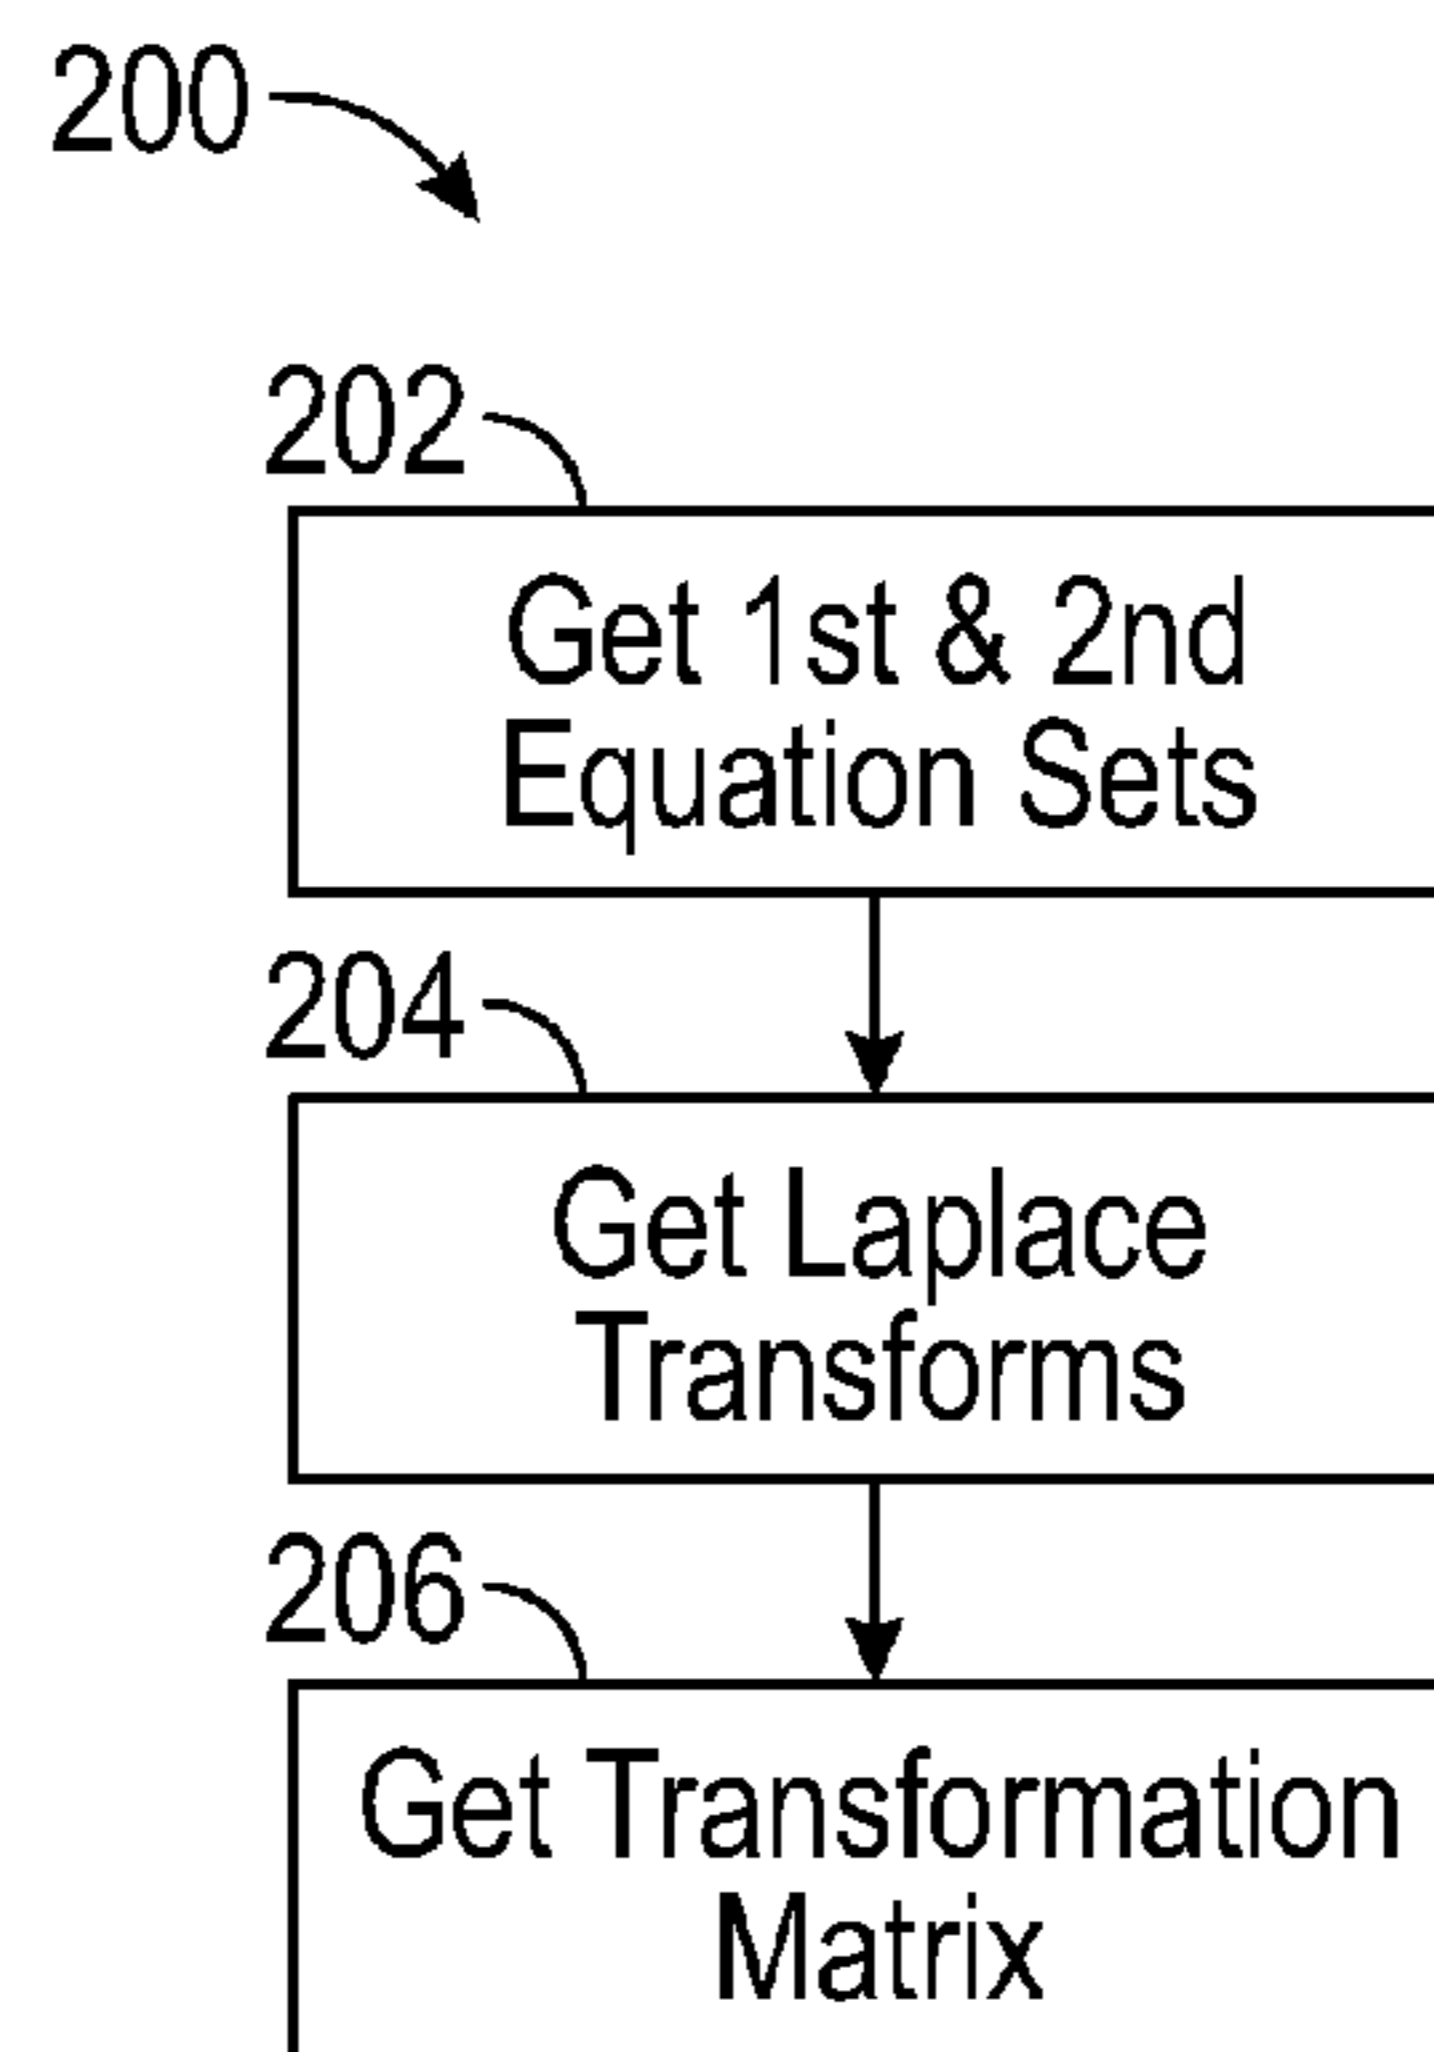 200
202
Get 1st & 2nd
Equation Sets
204
Get Laplace
Transforms
206
Get Transformation
Matrix